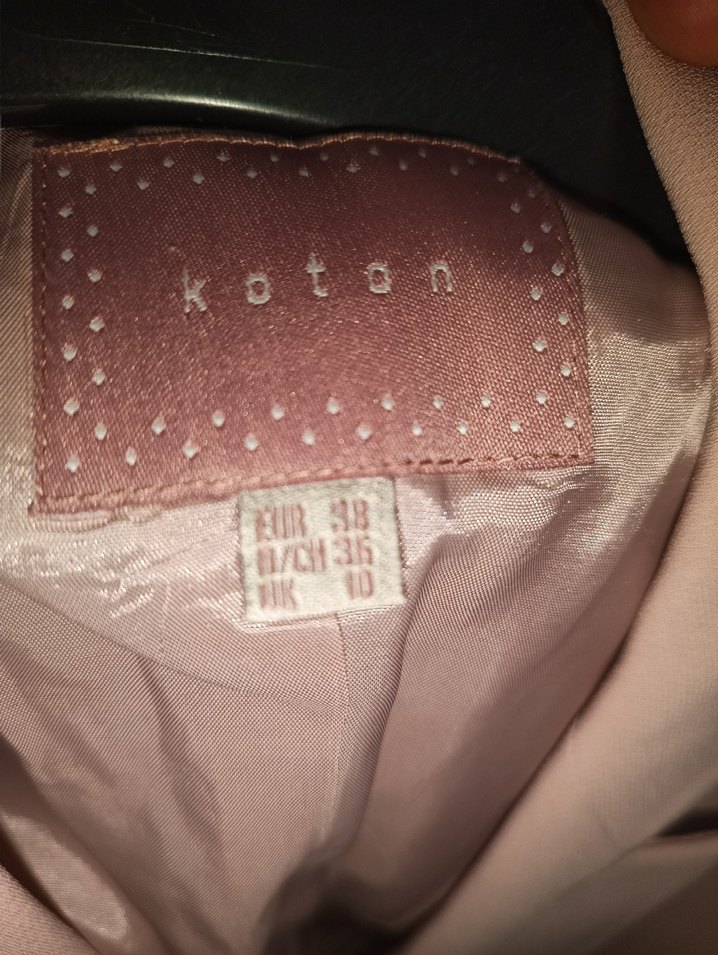 koton
EUR 38
D/CH 36
UK 10